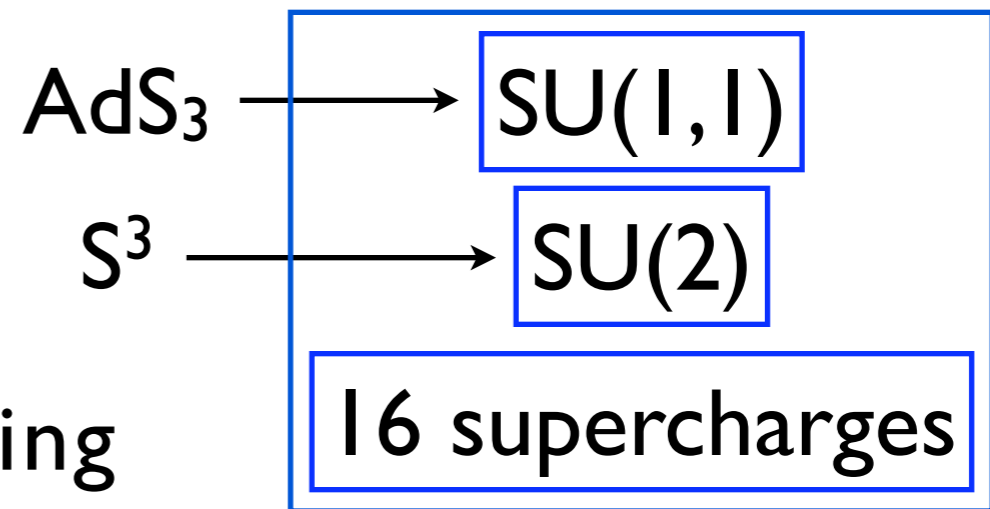 AdS₃ SU(1,1)
S³ SU(2)
ing 16 supercharges